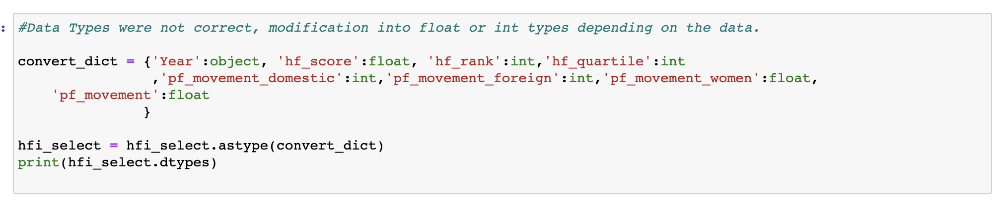 :
#Data Types were not correct, modification into float or int types depending on the data.
convert_dict = {'Year':object, 'hf_score':float, 'hf_rank':int,'hf_quartile':int
,'pf_movement_domestic':int,'pf_movement_foreign':int,'pf_movement_women':float,
'pf_movement':float
}
hfi_select = hfi_select.astype(convert_dict)
print(hfi_select.dtypes)